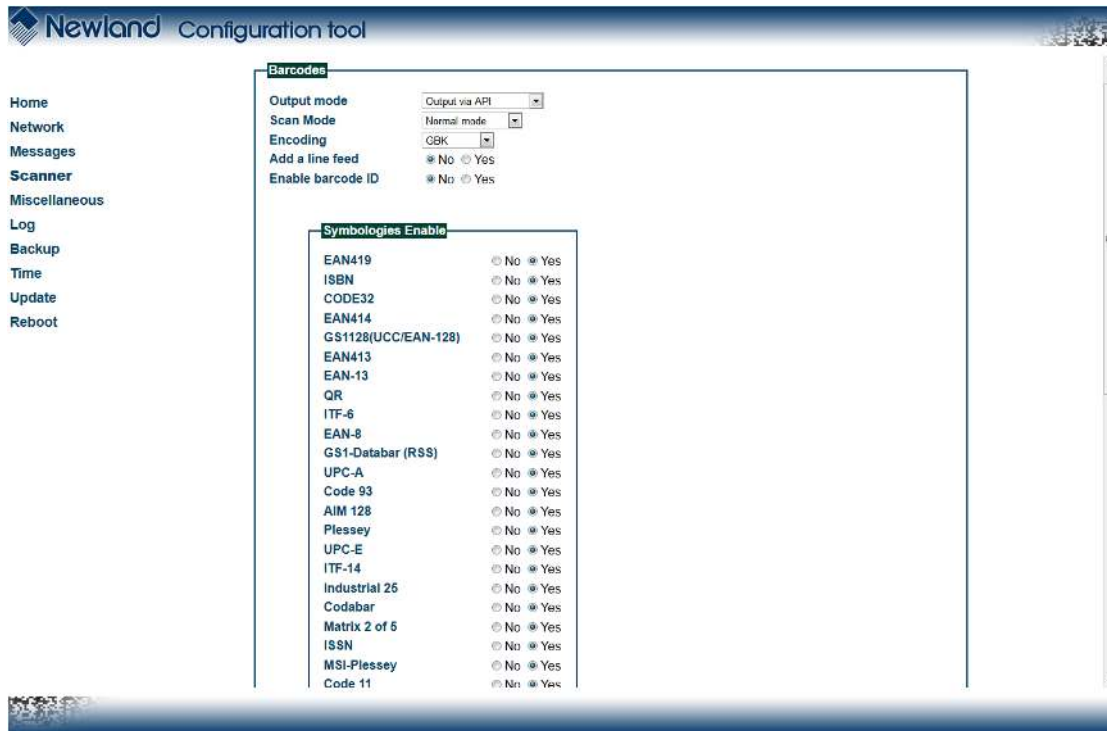 Newland Configuration tool
Home
Network
Messages
Scanner
Miscellaneous
Log
Backup
Time
Update
Reboot
Barcodes
Output mode Output via API
Scan Mode Normal mode
Encoding GBK
Add a line feed No Yes
Enable barcode ID No Yes
Symbologies Enable
EAN419 No Yes
ISBN No Yes
CODE32 No Yes
EAN414 No Yes
GS1128(UCC/EAN-128) No Yes
EAN413 No Yes
EAN-13 No Yes
QR No Yes
ITF-6 No Yes
EAN-8 No Yes
GS1-Databar (RSS) No Yes
UPC-A No Yes
Code 93 No Yes
AIM 128 No Yes
Plessey No Yes
UPC-E No Yes
ITF-14 No Yes
Industrial 25 No Yes
Codabar No Yes
Matrix 2 of 5 No Yes
ISSN No Yes
MSI-Plessey No Yes
Code 11 No Yes